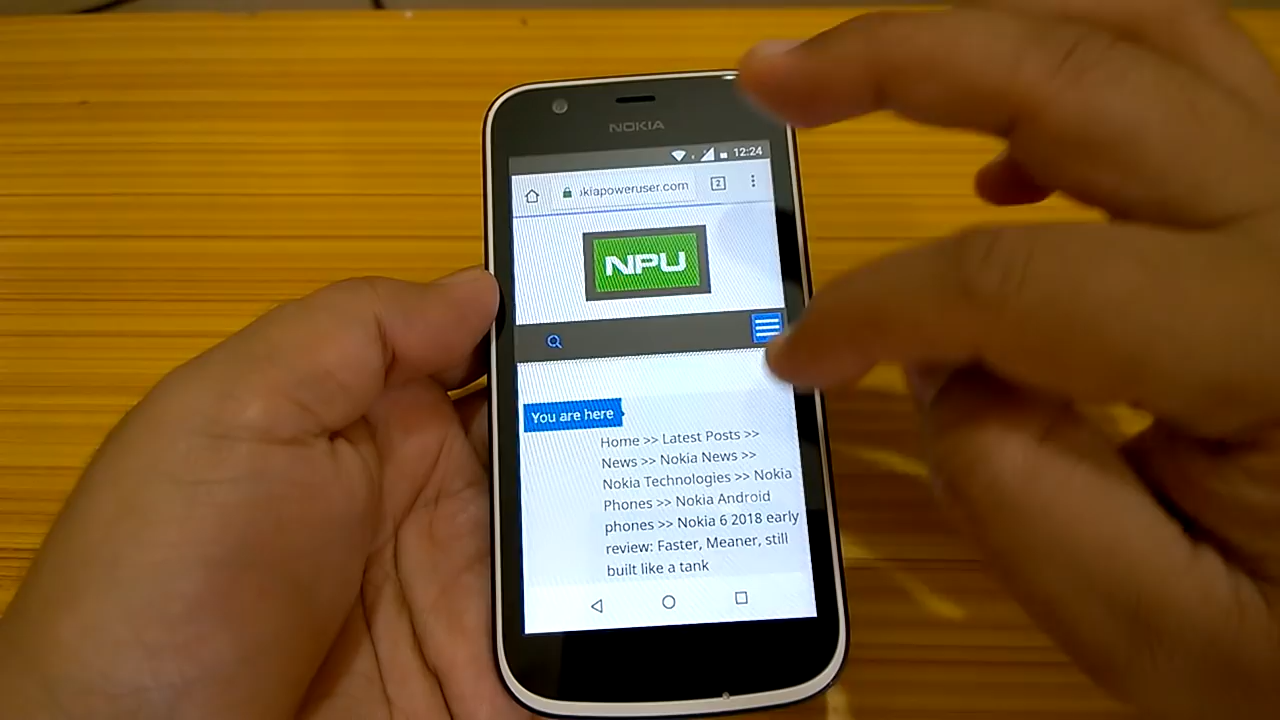 NOKIA
12:24
kiapoweruser.com
2
NPU
You are here
Home >> Latest Posts >>
News >> Nokia News >>
Nokia Technologies >> Nokia
Phones >> Nokia Android
phones >> Nokia 6 2018 early
review: Faster, Meaner, still
built like a tank